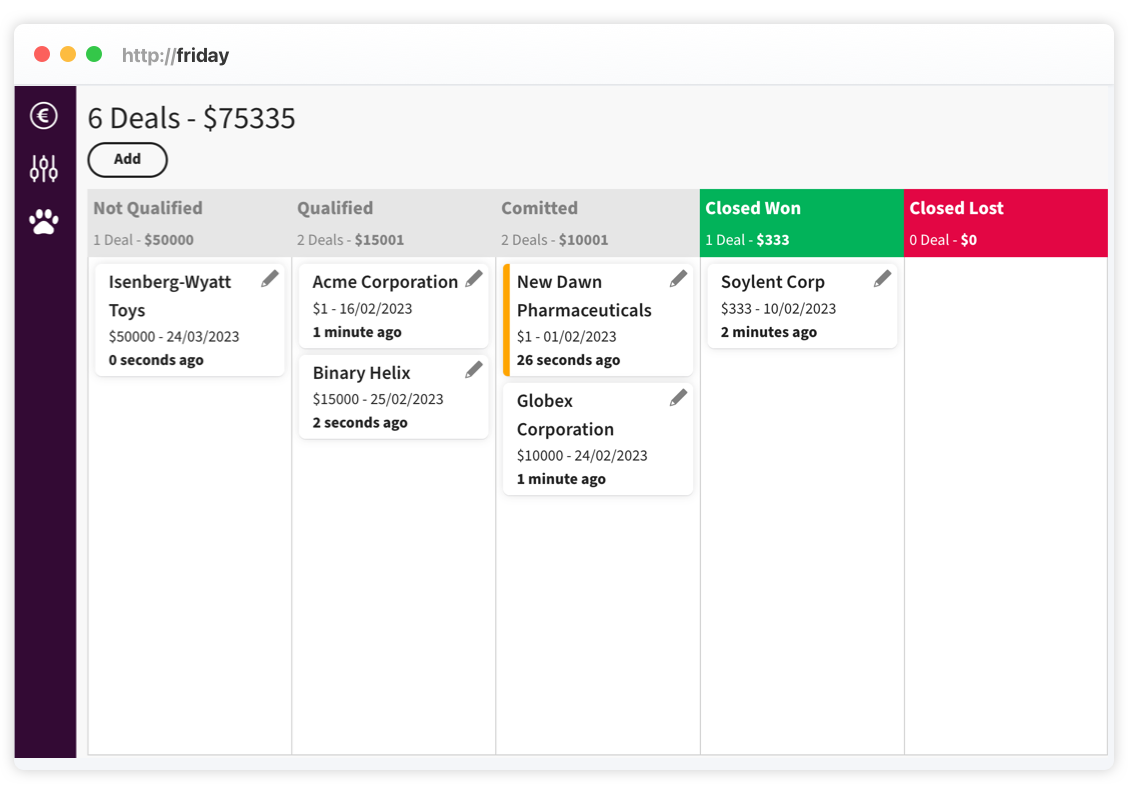 http://friday
€
6 Deals - $75335
Add
Not Qualified
1 Deal - $50000
Isenberg-Wyatt
Toys
$50000 - 24/03/2023
0 seconds ago
Qualified
2 Deals - $15001
Acme Corporation
$1 - 16/02/2023
1 minute ago
Binary Helix
$15000 - 25/02/2023
2 seconds ago
Comitted
2 Deals - $10001
New Dawn
Pharmaceuticals
$1 - 01/02/2023
26 seconds ago
Globex
Corporation
$10000 - 24/02/2023
1 minute ago
Closed Won
1 Deal - $333
Soylent Corp
$333 - 10/02/2023
2 minutes ago
Closed Lost
0 Deal - $0